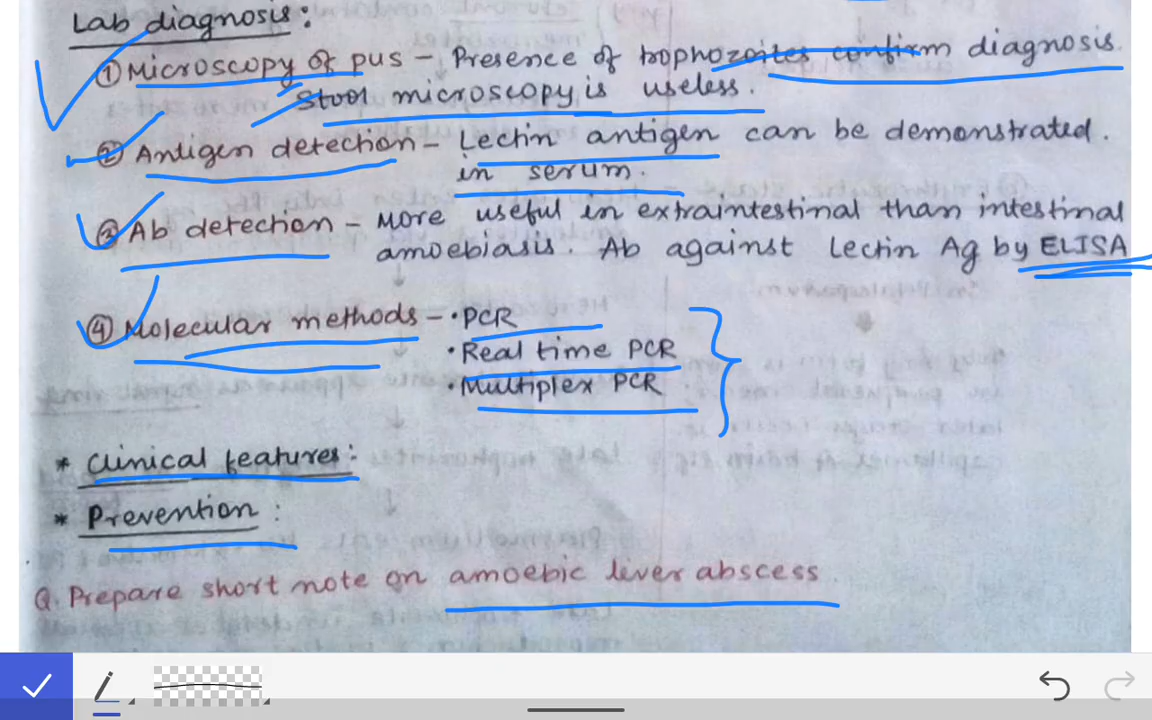 Lab diagnosis:
① Microscopy of pus – Presence of trophozoites confirm diagnosis.
Stool microscopy is useless.
② Antigen detection – Lectin antigen can be demonstrated.
in serum.
③ Ab detection – More useful in extraintestinal than intestinal
amoebiasis. Ab against Lectin Ag by ELISA
④ Molecular methods – • PCR
• Real time PCR
• Multiplex PCR
* Clinical features:
* Prevention :
Q. Prepare short note on amoebic liver abscess